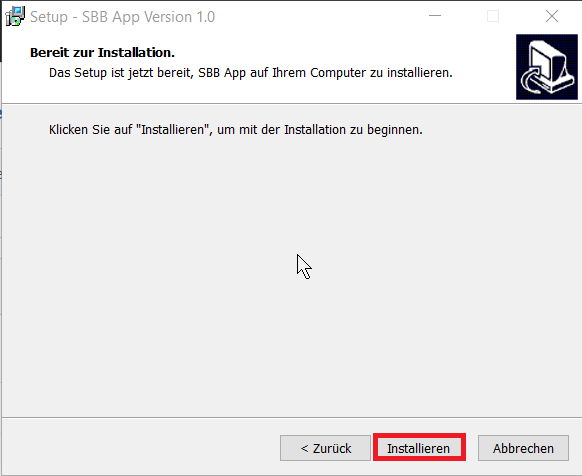 Setup - SBB App Version 1.0
Bereit zur Installation.
Das Setup ist jetzt bereit, SBB App auf Ihrem Computer zu installieren.
Klicken Sie auf "Installieren", um mit der Installation zu beginnen.
< Zurück Installieren Abbrechen